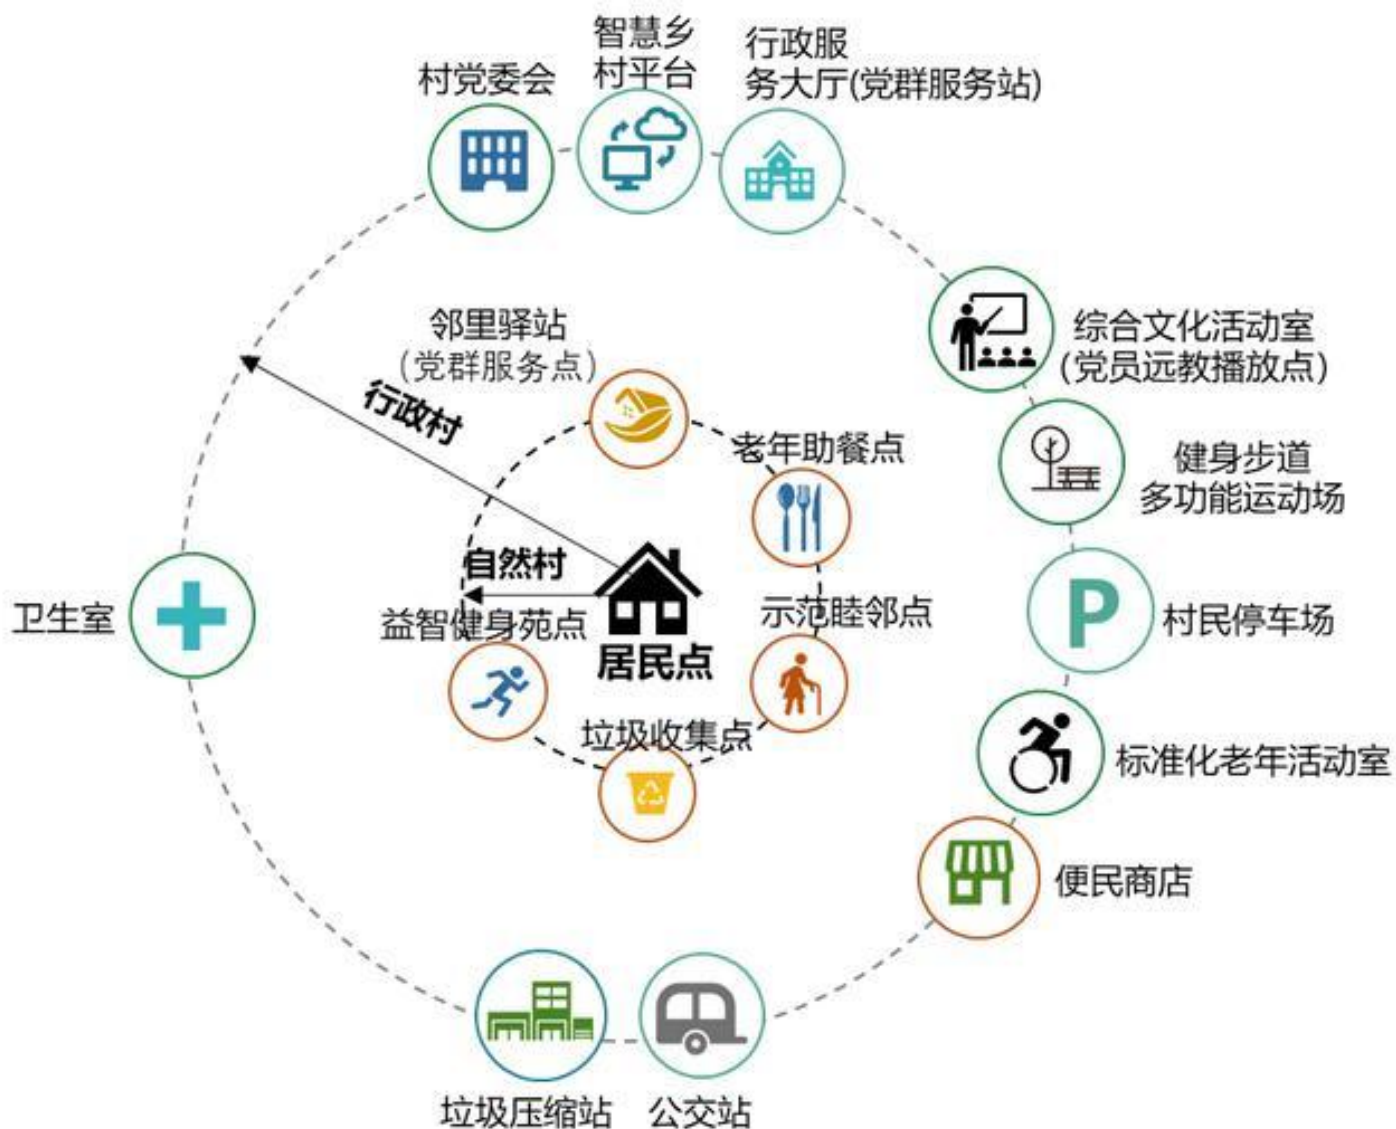 智慧乡
村平台
行政服
务大厅(党群服务站)
村党委会
综合文化活动室
(党员远教播放点)
邻里驿站
(党群服务点)
行政村
老年助餐点
健身步道
多功能运动场
自然村
益智健身苑点
示范睦邻点
卫生室
P
村民停车场
居民点
垃圾收集点
标准化老年活动室
便民商店
垃圾压缩站
公交站